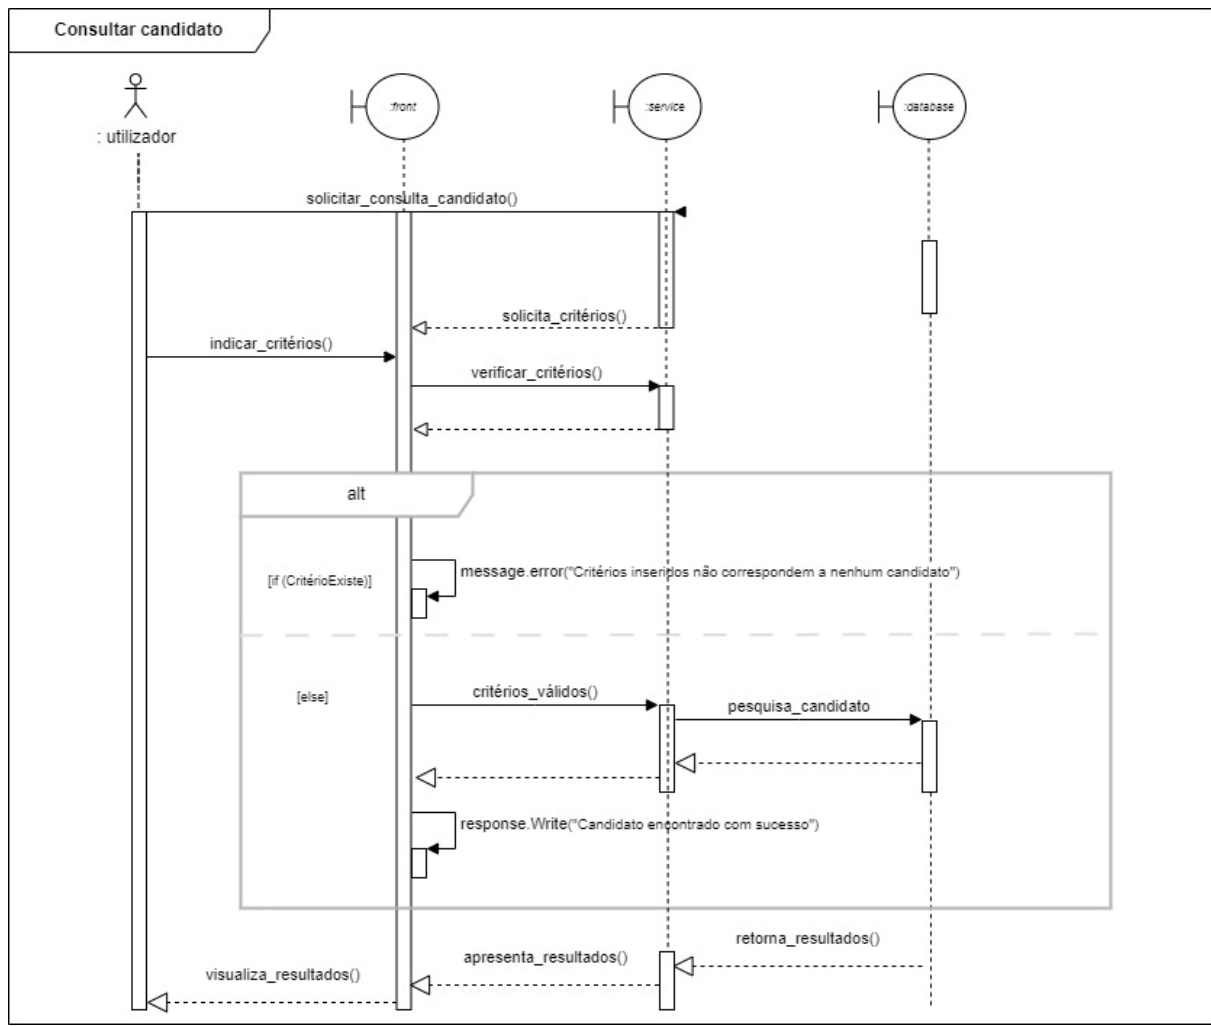 Consultar candidato
: utilizador
:front
:service
:database
solicitar_consulta_candidato()
solicita_critérios()
indicar_critérios()
verificar_critérios()
alt
[if (CritérioExiste)]
message.error("Critérios inseridos não correspondem a nenhum candidato")
[else]
critérios_válidos()
pesquisa_candidato
response.Write("Candidato encontrado com sucesso")
retorna_resultados()
apresenta_resultados()
visualiza_resultados()